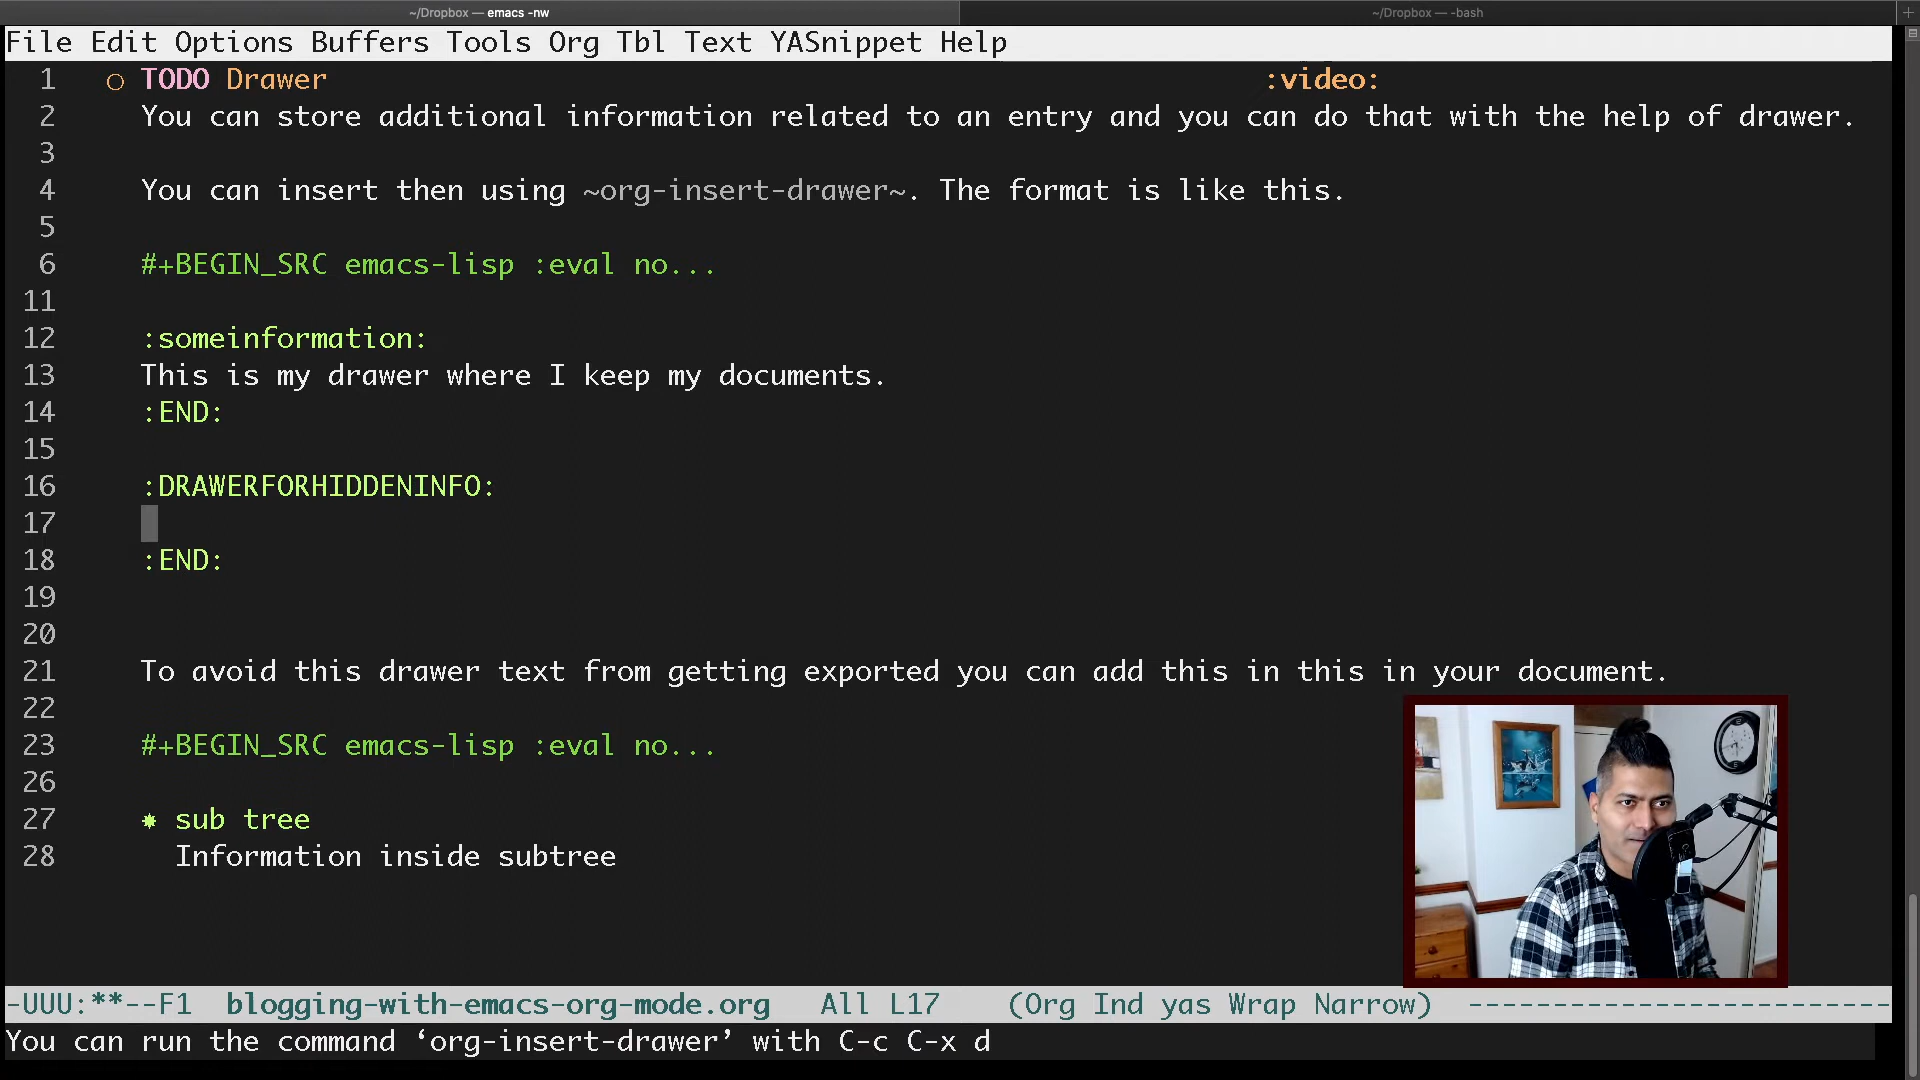 ~/Dropbox — emacs -nw
~/Dropbox — -bash
+
File Edit Options Buffers Tools Org Tbl Text YASnippet Help
1 ○ TODO Drawer :video:
2 You can store additional information related to an entry and you can do that with the help of drawer.
3
4 You can insert then using ~org-insert-drawer~. The format is like this.
5
6 #+BEGIN_SRC emacs-lisp :eval no...
11
12 :someinformation:
13 This is my drawer where I keep my documents.
14 :END:
15
16 :DRAWERFORHIDDENINFO:
17
18 :END:
19
20
21 To avoid this drawer text from getting exported you can add this in this in your document.
22
23 #+BEGIN_SRC emacs-lisp :eval no...
26
27 ✸ sub tree
28 Information inside subtree
-UUU:**--F1 blogging-with-emacs-org-mode.org All L17 (Org Ind yas Wrap Narrow) -------------------------
You can run the command ‘org-insert-drawer’ with C-c C-x d